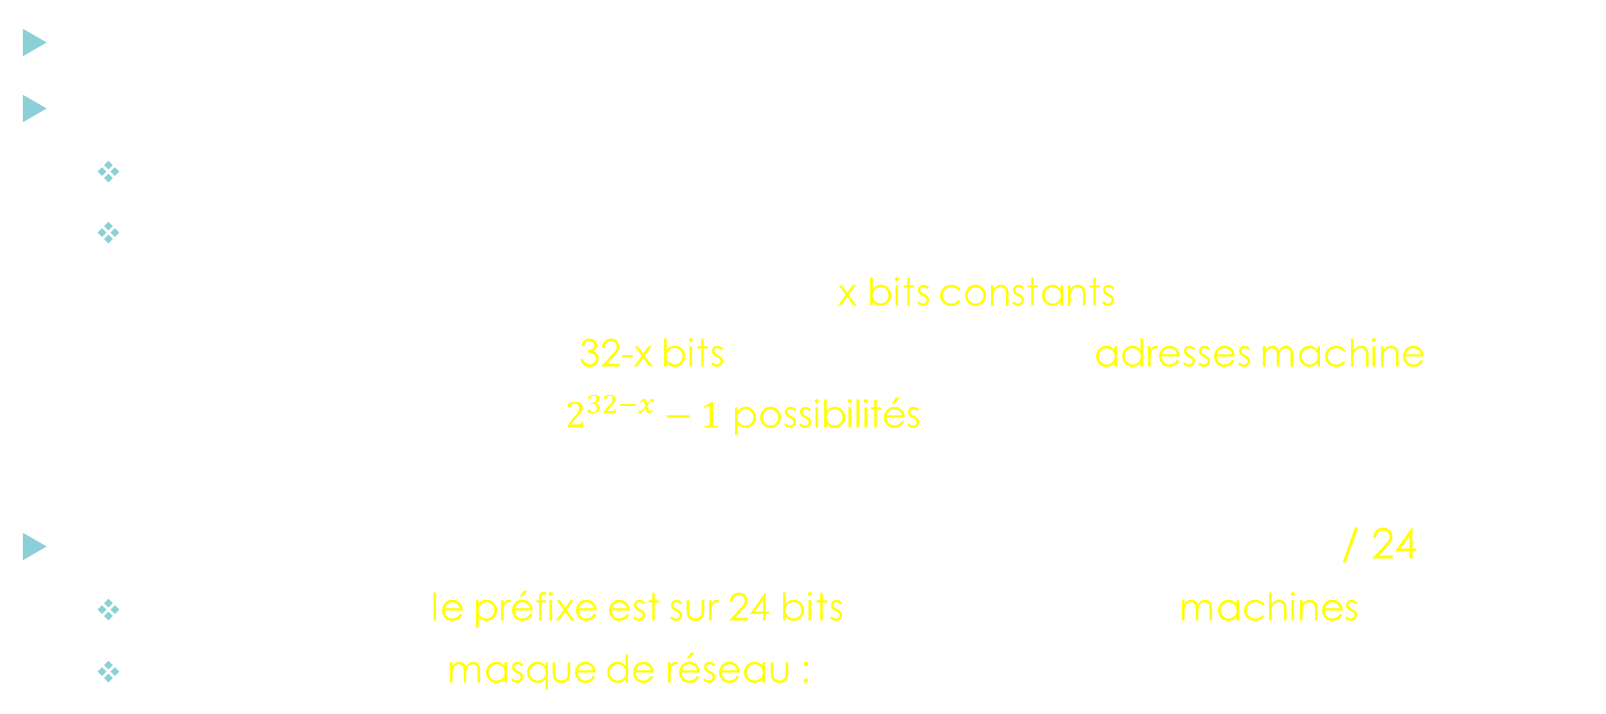 x bits constants
32-x bits adresses machine
2^{32-x} − 1 possibilités
/ 24
le préfixe est sur 24 bits machines
masque de réseau :